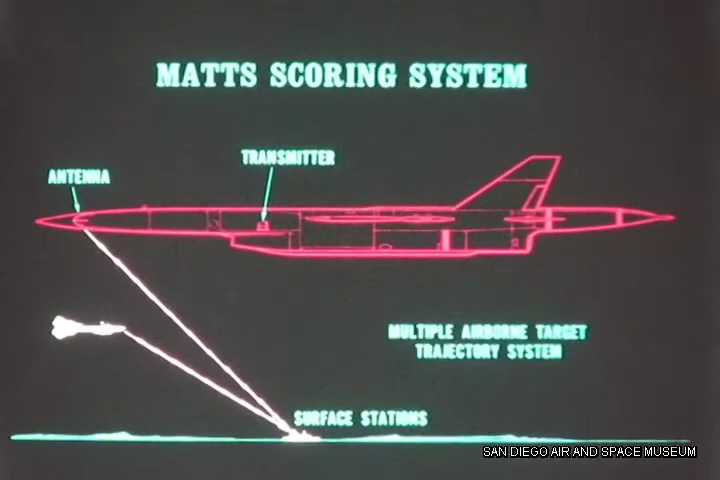 MATTS SCORING SYSTEM
TRANSMITTER
ANTENNA
MULTIPLE AIRBORNE TARGET
TRAJECTORY SYSTEM
SURFACE STATIONS
SAN DIEGO AIR AND SPACE MUSEUM